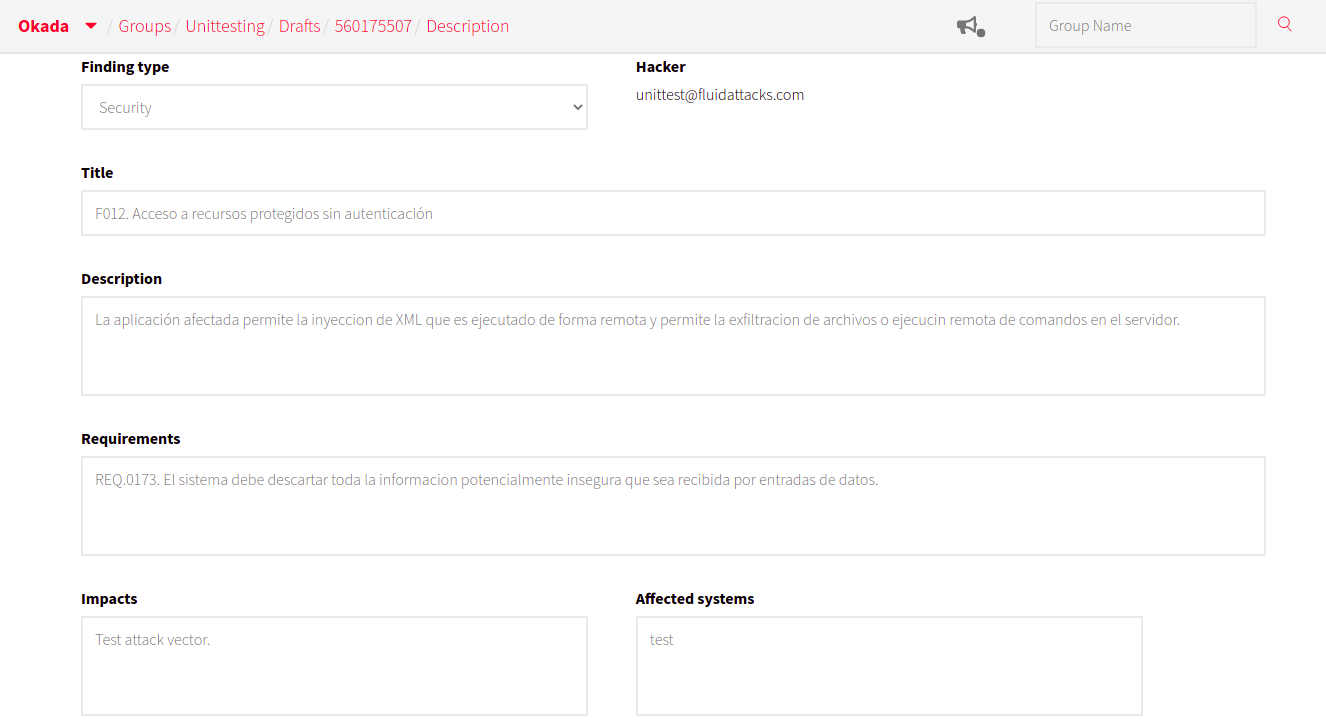 Okada / Groups / Unittesting / Drafts / 560175507 / Description
Group Name
Finding type
Hacker
Security
unittest@fluidattacks.com
Title
F012. Acceso a recursos protegidos sin autenticación
Description
La aplicación afectada permite la inyeccion de XML que es ejecutado de forma remota y permite la exfiltracion de archivos o ejecucin remota de comandos en el servidor.
Requirements
REQ.0173. El sistema debe descartar toda la informacion potencialmente insegura que sea recibida por entradas de datos.
Impacts
Affected systems
Test attack vector.
test